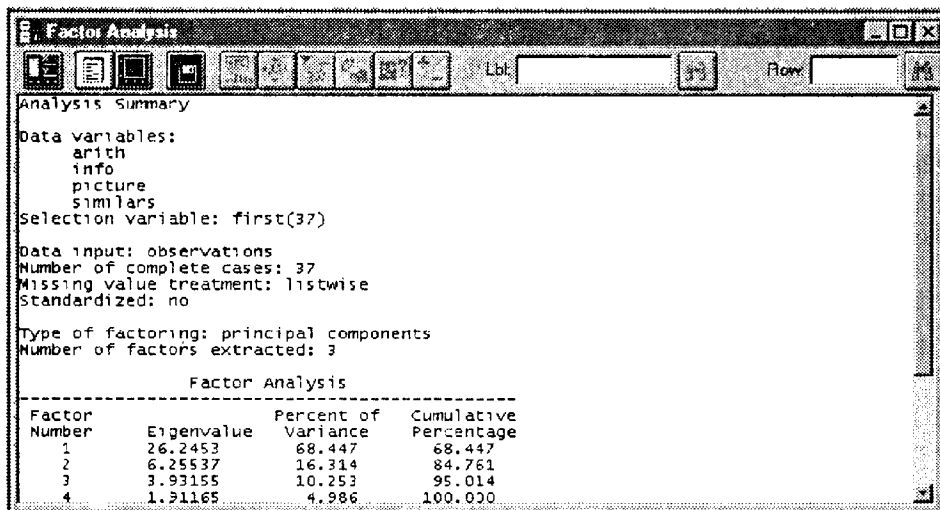 Factor Analysis
Lbl: Row:
Analysis Summary
Data variables:
arith
info
picture
similars
Selection variable: first(37)
Data input: observations
Number of complete cases: 37
Missing value treatment: listwise
Standardized: no
Type of factoring: principal components
Number of factors extracted: 3
Factor Analysis
Factor Percent of Cumulative
Number Eigenvalue Variance Percentage
1 26.2453 68.447 68.447
2 6.25537 16.314 84.761
3 3.93155 10.253 95.014
4 1.91165 4.986 100.000